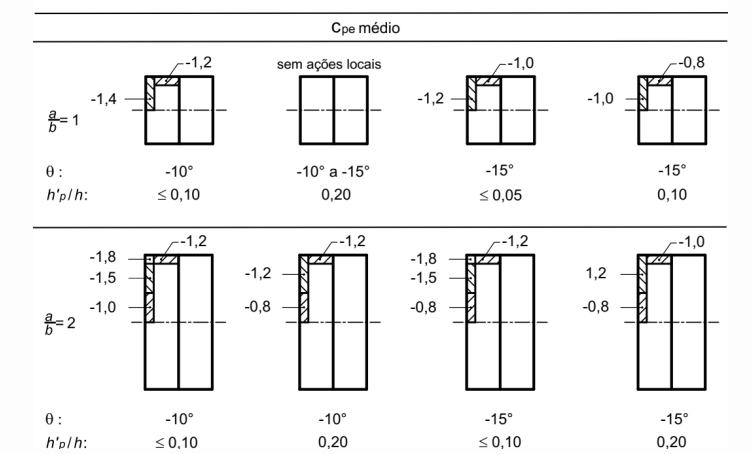 Cpe médio
-1,2
sem ações locais
-1,0
-0,8
-1,4
-1,2
-1,0
a/b = 1
θ : -10° -10° a -15° -15° -15°
h'p/h: ≤ 0,10 0,20 ≤ 0,05 0,10
-1,2 -1,2 -1,2 -1,0
-1,8 -1,8
-1,5 -1,2 -1,5 1,2
-1,0 -0,8 -0,8 -0,8
a/b = 2
θ : -10° -10° -15° -15°
h'p/h: ≤ 0,10 0,20 ≤ 0,10 0,20